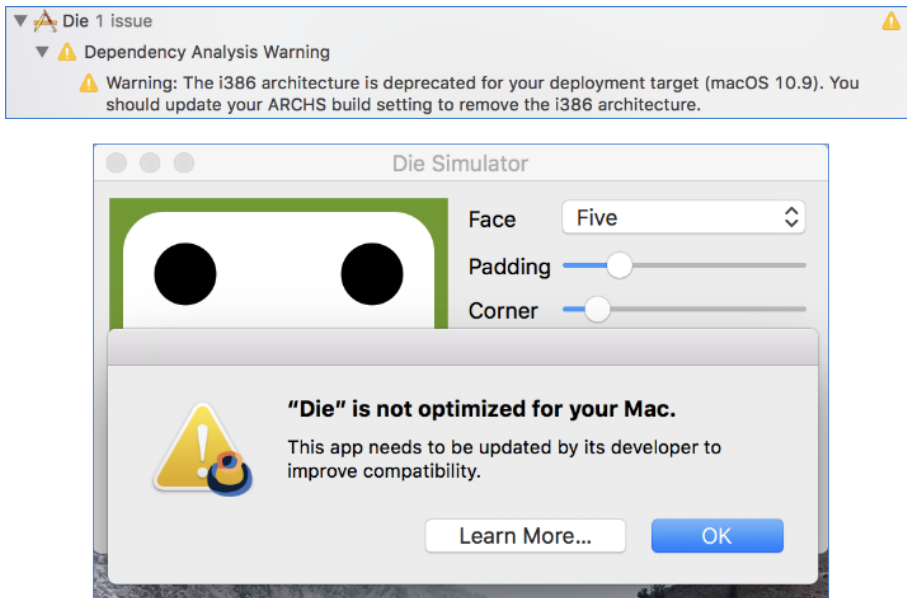 Die 1 issue
Dependency Analysis Warning
Warning: The i386 architecture is deprecated for your deployment target (macOS 10.9). You
should update your ARCHS build setting to remove the i386 architecture.
Die Simulator
Face Five
Padding
Corner
“Die” is not optimized for your Mac.
This app needs to be updated by its developer to
improve compatibility.
Learn More... OK